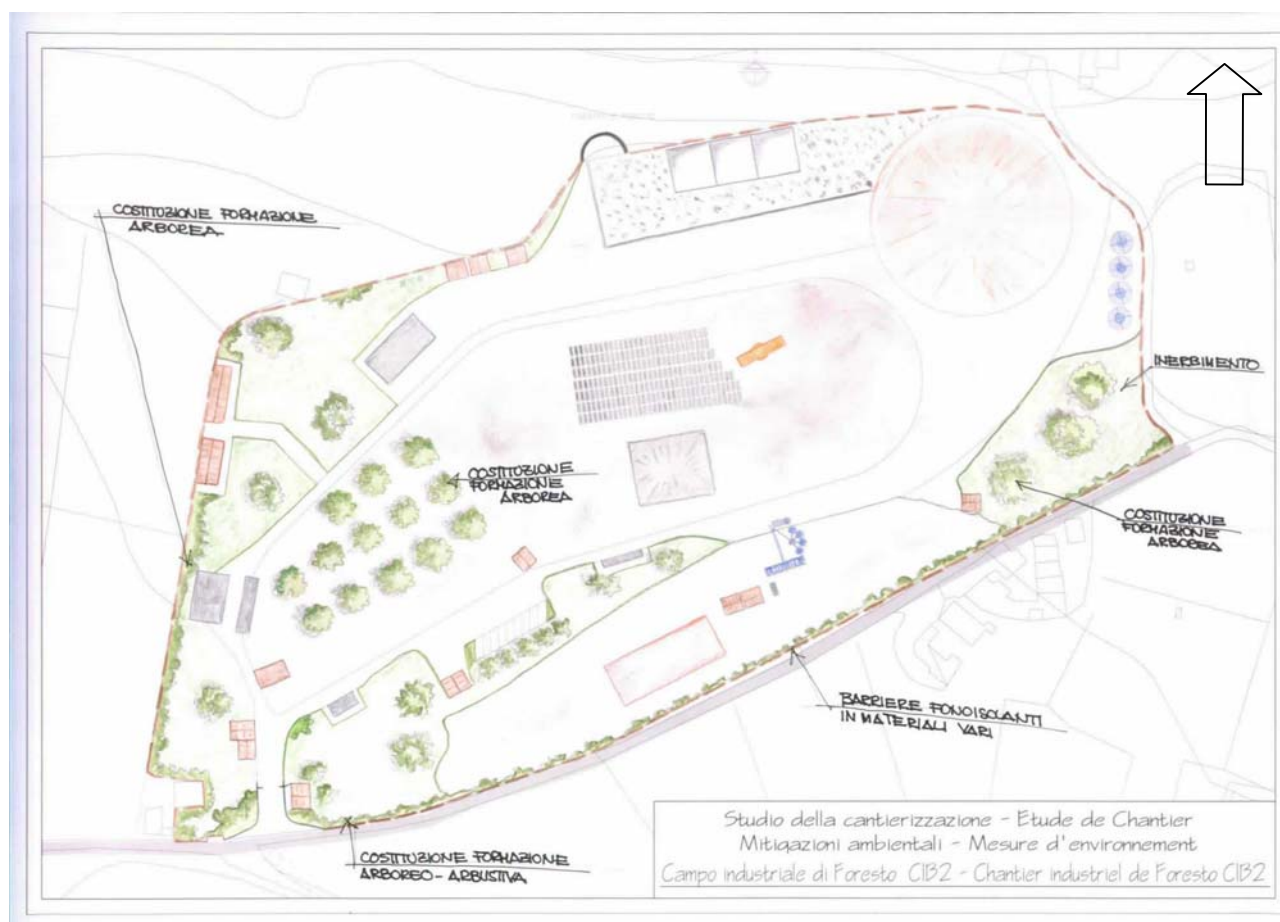 COSTITUZIONE FORMAZIONE
ARBOREA
INERBIMENTO
COSTITUZIONE
FORMAZIONE
ARBOREA
COSTITUZIONE
FORMAZIONE
ARBOREA
BARRIERE FONOISOLANTI
IN MATERIALI VARI
COSTITUZIONE FORMAZIONE
ARBOREO-ARBUSTIVA
Studio della cantierizzazione - Etude de Chantier
Mitigazioni ambientali - Mesure d'environnement
Campo industriale di Foresto CIB2 - Chantier industriel de Foresto CIB2